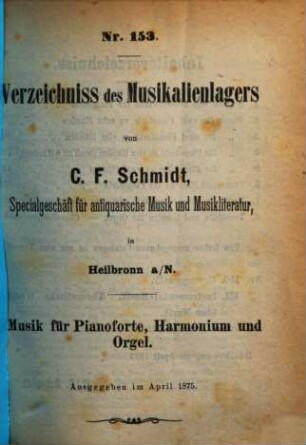 Nr. 153.
Verzeichniss des Musikalienlagers
von
C. F. Schmidt,
Specialgeschäft für antiquarische Musik und Musikliteratur,
in
Heilbronn a/N.
Musik für Pianoforte, Harmonium und
Orgel.
Ausgegeben im April 1875.